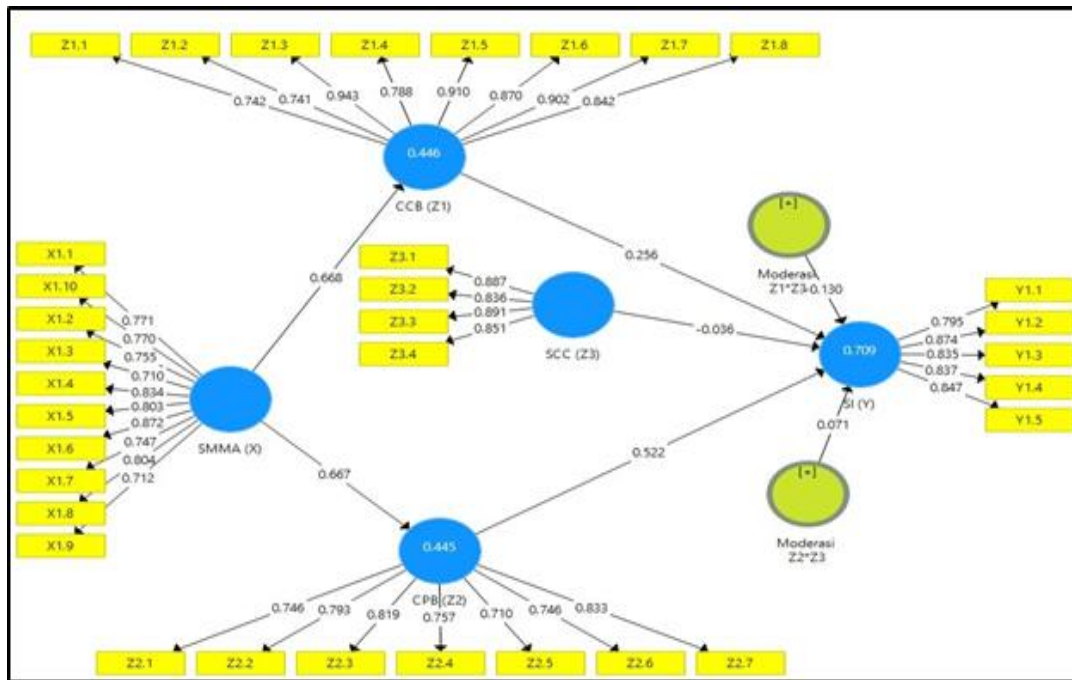 Z1.1
Z1.2
Z1.3
Z1.4
Z1.5
Z1.6
Z1.7
Z1.8
0.742
0.741
0.943
0.788
0.910
0.870
0.902
0.842
0.446
CCB (Z1)
X1.1
X1.10
X1.2
X1.3
X1.4
X1.5
X1.6
X1.7
X1.8
X1.9
0.771
0.770
0.755
0.710
0.834
0.803
0.872
0.747
0.804
0.712
SMMA (X)
0.668
0.667
Z3.1
Z3.2
Z3.3
Z3.4
0.887
0.836
0.891
0.851
SCC (Z3)
0.256
-0.036
0.522
[+]
Moderasi
Z1*Z3
-0.130
0.709
SI (Y)
0.071
[+]
Moderasi
Z2*Z3
0.795
0.874
0.835
0.837
0.847
Y1.1
Y1.2
Y1.3
Y1.4
Y1.5
0.445
CPB (Z2)
0.746
0.793
0.819
0.757
0.710
0.746
0.833
Z2.1
Z2.2
Z2.3
Z2.4
Z2.5
Z2.6
Z2.7